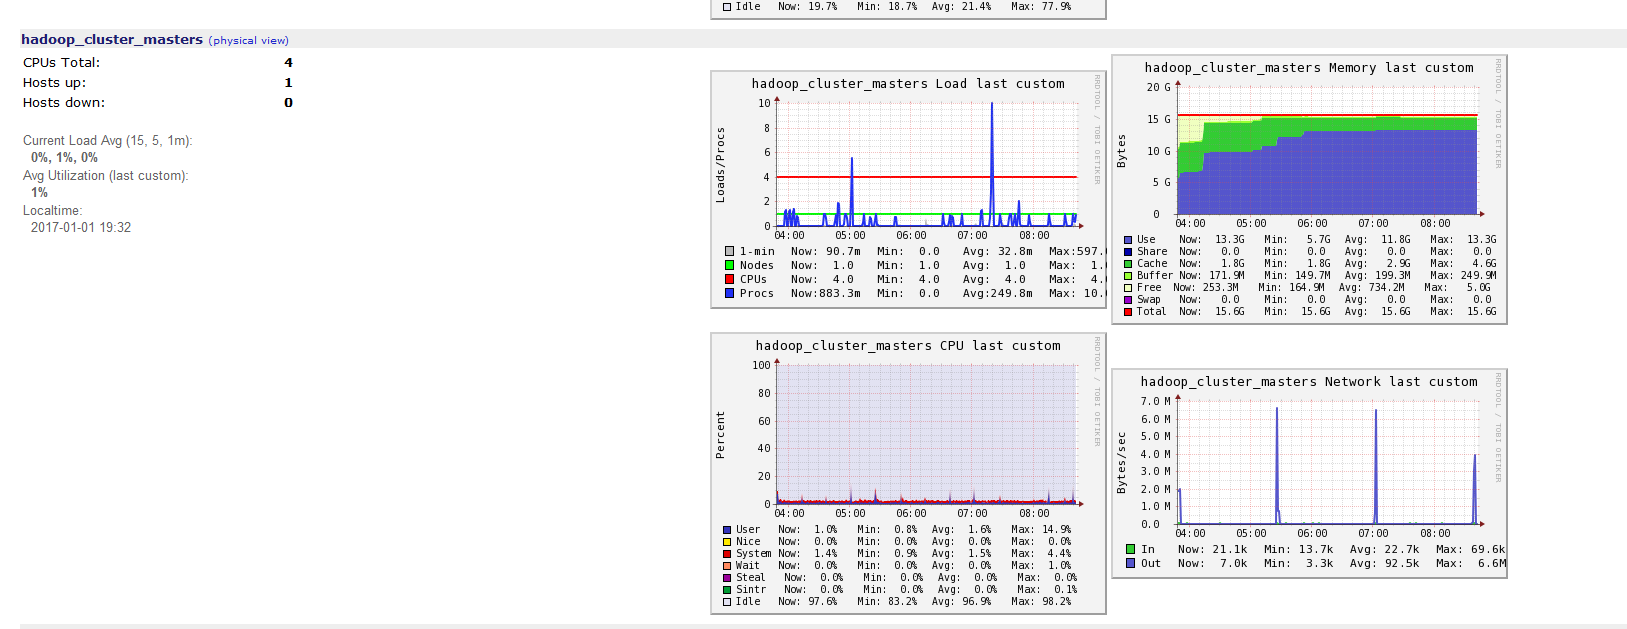 Idle Now: 19.7% Min: 18.7% Avg: 21.4% Max: 77.9%
hadoop_cluster_masters (physical view)
CPUs Total: 4
Hosts up: 1
Hosts down: 0
Current Load Avg (15, 5, 1m):
0%, 1%, 0%
Avg Utilization (last custom):
1%
Localtime:
2017-01-01 19:32
hadoop_cluster_masters Load last custom
RRDTOOL / TOBI OETIKER
Loads/Procs
10
8
6
4
2
0
04:00 05:00 06:00 07:00 08:00
1-min Now: 90.7m Min: 0.0 Avg: 32.8m Max:597.
Nodes Now: 1.0 Min: 1.0 Avg: 1.0 Max: 1.
CPUs Now: 4.0 Min: 4.0 Avg: 4.0 Max: 4.
Procs Now:883.3m Min: 0.0 Avg:249.8m Max: 10.
hadoop_cluster_masters Memory last custom
RRDTOOL / TOBI OETIKER
Bytes
20 G
15 G
10 G
5 G
0
04:00 05:00 06:00 07:00 08:00
Use Now: 13.3G Min: 5.7G Avg: 11.8G Max: 13.3G
Share Now: 0.0 Min: 0.0 Avg: 0.0 Max: 0.0
Cache Now: 1.8G Min: 1.8G Avg: 2.9G Max: 4.6G
Buffer Now: 171.9M Min: 149.7M Avg: 199.3M Max: 249.9M
Free Now: 253.3M Min: 164.9M Avg: 734.2M Max: 5.0G
Swap Now: 0.0 Min: 0.0 Avg: 0.0 Max: 0.0
Total Now: 15.6G Min: 15.6G Avg: 15.6G Max: 15.6G
hadoop_cluster_masters CPU last custom
RRDTOOL / TOBI OETIKER
Percent
100
80
60
40
20
0
04:00 05:00 06:00 07:00 08:00
User Now: 1.0% Min: 0.8% Avg: 1.6% Max: 14.9%
Nice Now: 0.0% Min: 0.0% Avg: 0.0% Max: 0.0%
System Now: 1.4% Min: 0.9% Avg: 1.5% Max: 4.4%
Wait Now: 0.0% Min: 0.0% Avg: 0.0% Max: 1.0%
Steal Now: 0.0% Min: 0.0% Avg: 0.0% Max: 0.0%
Sintr Now: 0.0% Min: 0.0% Avg: 0.0% Max: 0.1%
Idle Now: 97.6% Min: 83.2% Avg: 96.9% Max: 98.2%
hadoop_cluster_masters Network last custom
RRDTOOL / TOBI OETIKER
Bytes/sec
7.0 M
6.0 M
5.0 M
4.0 M
3.0 M
2.0 M
1.0 M
0.0
04:00 05:00 06:00 07:00 08:00
In Now: 21.1k Min: 13.7k Avg: 22.7k Max: 69.6k
Out Now: 7.0k Min: 3.3k Avg: 92.5k Max: 6.6M